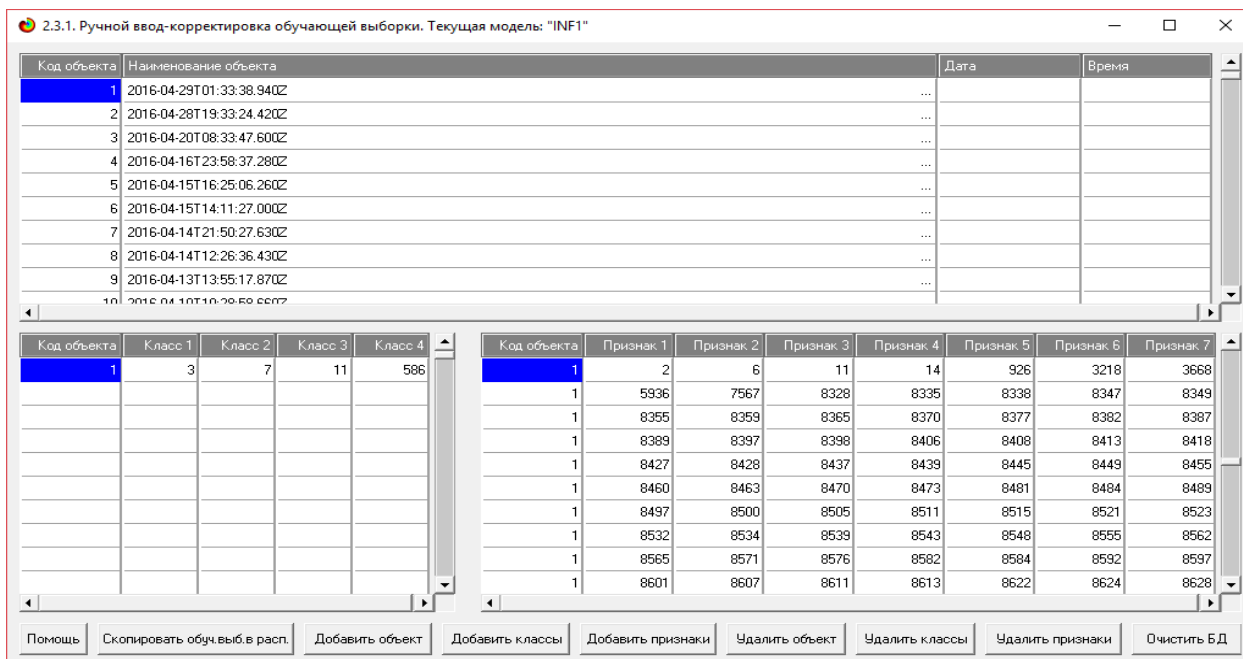 2.3.1. Ручной ввод-корректировка обучающей выборки. Текущая модель: "INF1"
Код объекта Наименование объекта Дата Время
1 2016-04-29T01:33:38.940Z ...
2 2016-04-28T19:33:24.420Z ...
3 2016-04-20T08:33:47.600Z ...
4 2016-04-16T23:58:37.280Z ...
5 2016-04-15T16:25:06.260Z ...
6 2016-04-15T14:11:27.000Z ...
7 2016-04-14T21:50:27.630Z ...
8 2016-04-14T12:26:36.430Z ...
9 2016-04-13T13:55:17.870Z ...
Код объекта Класс 1 Класс 2 Класс 3 Класс 4
1 3 7 11 586
Код объекта Признак 1 Признак 2 Признак 3 Признак 4 Признак 5 Признак 6 Признак 7
1 2 6 11 14 926 3218 3668
1 5936 7567 8328 8335 8338 8347 8349
1 8355 8359 8365 8370 8377 8382 8387
1 8389 8397 8398 8406 8408 8413 8418
1 8427 8428 8437 8439 8445 8449 8455
1 8460 8463 8470 8473 8481 8484 8489
1 8497 8500 8505 8511 8515 8521 8523
1 8532 8534 8539 8543 8548 8555 8562
1 8565 8571 8576 8582 8584 8592 8597
1 8601 8607 8611 8613 8622 8624 8628
Помощь Скопировать обуч.выб.в расп. Добавить объект Добавить классы Добавить признаки Удалить объект Удалить классы Удалить признаки Очистить БД